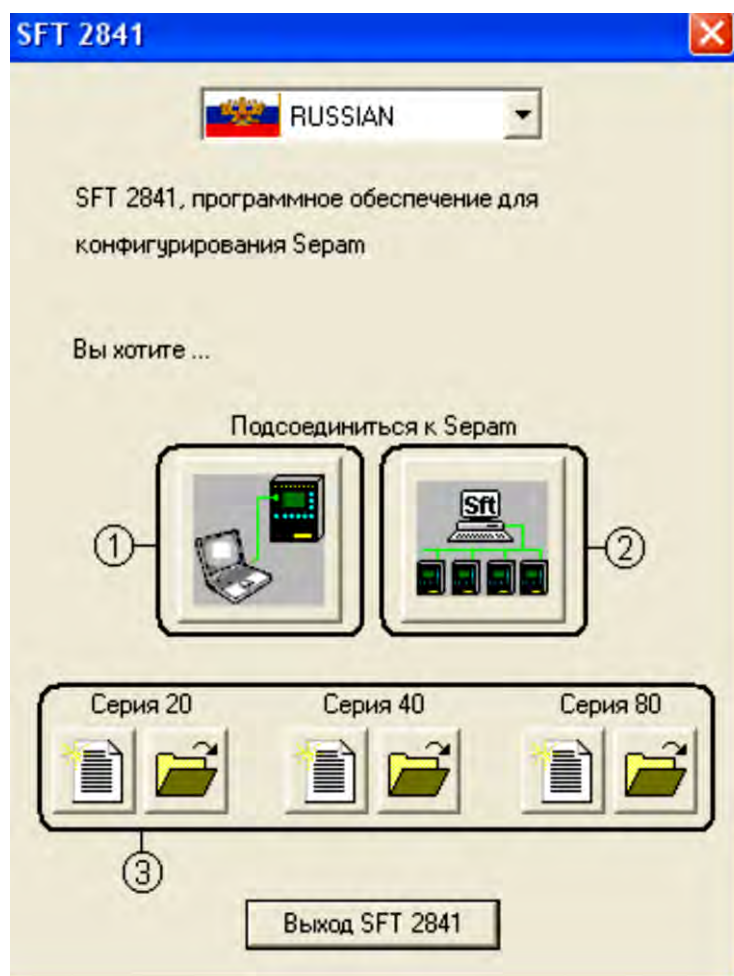 SFT 2841
RUSSIAN
SFT 2841, программное обеспечение для
конфигурирования Sepam
Вы хотите ...
Подсоединиться к Sepam
Sft
1
2
Серия 20 Серия 40 Серия 80
3
Выход SFT 2841